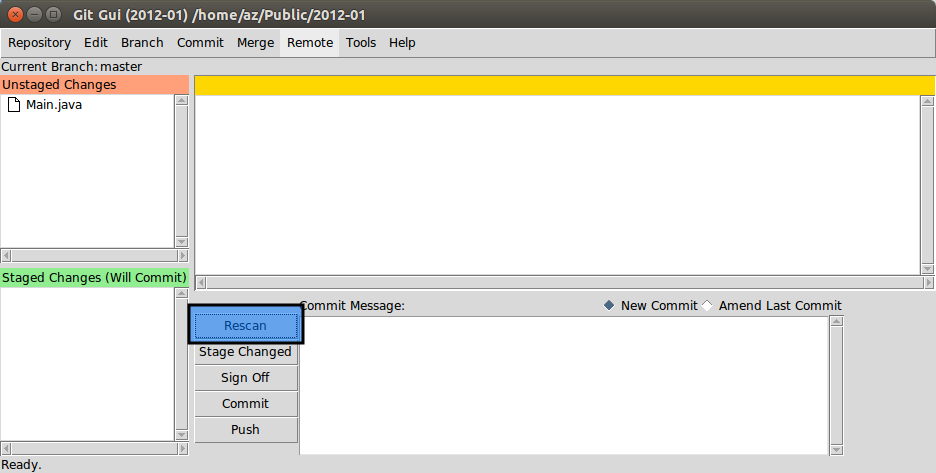 Git Gui (2012-01) /home/az/Public/2012-01
Repository Edit Branch Commit Merge Remote Tools Help
Current Branch: master
Unstaged Changes
Main.java
Staged Changes (Will Commit)
Commit Message: New Commit Amend Last Commit
Rescan
Stage Changed
Sign Off
Commit
Push
Ready.